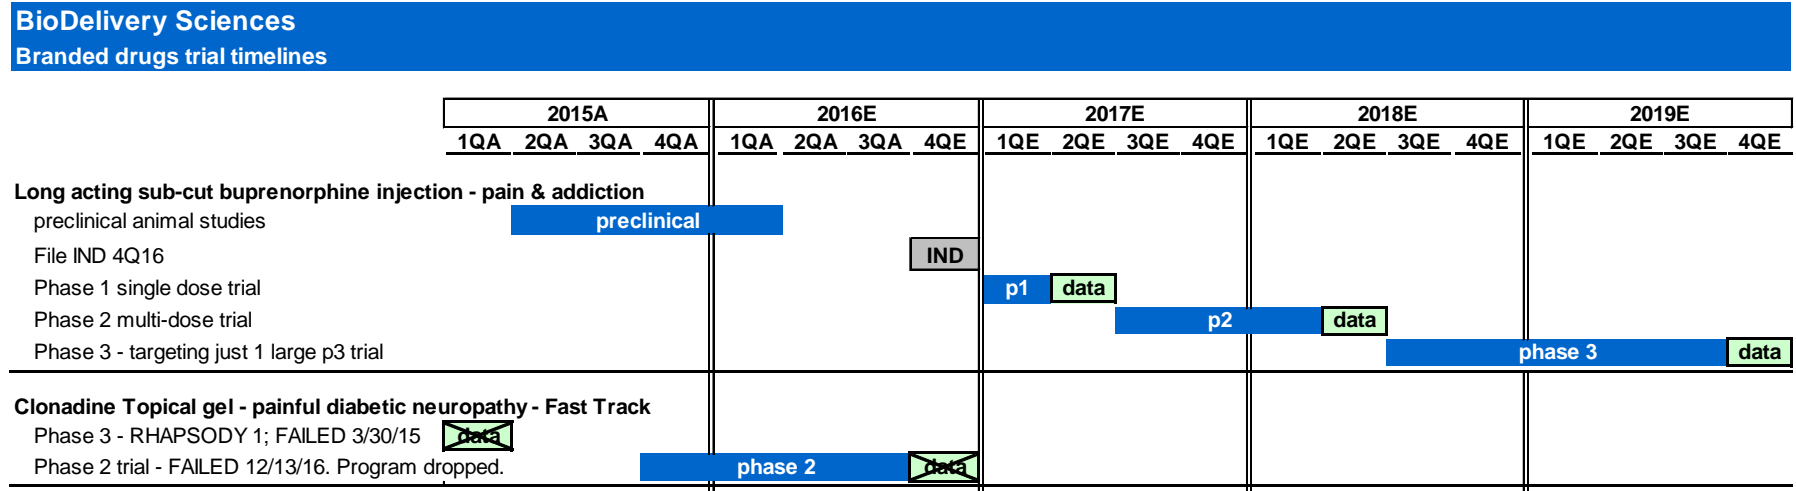 BioDelivery Sciences
Branded drugs trial timelines
2015A 2016E 2017E 2018E 2019E
1QA 2QA 3QA 4QA 1QA 2QA 3QA 4QE 1QE 2QE 3QE 4QE 1QE 2QE 3QE 4QE 1QE 2QE 3QE 4QE
Long acting sub-cut buprenorphine injection - pain & addiction
preclinical animal studies preclinical
File IND 4Q16 IND
Phase 1 single dose trial p1 data
Phase 2 multi-dose trial p2 data
Phase 3 - targeting just 1 large p3 trial phase 3 data
Clonadine Topical gel - painful diabetic neuropathy - Fast Track
Phase 3 - RHAPSODY 1; FAILED 3/30/15 data
Phase 2 trial - FAILED 12/13/16. Program dropped. phase 2 data